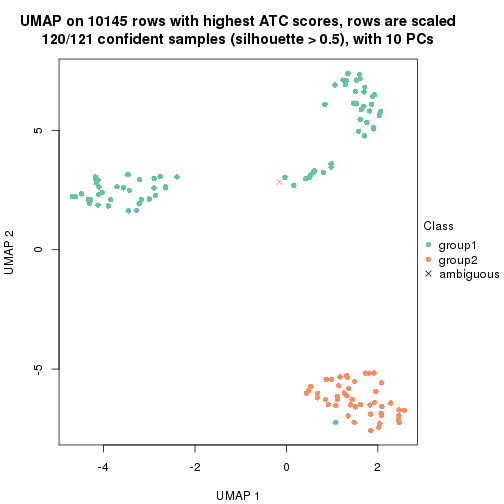 UMAP on 10145 rows with highest ATC scores, rows are scaled
120/121 confident samples (silhouette > 0.5), with 10 PCs
5
0
-5
UMAP 2
-4
-2
0
2
UMAP 1
Class
group1
group2
ambiguous